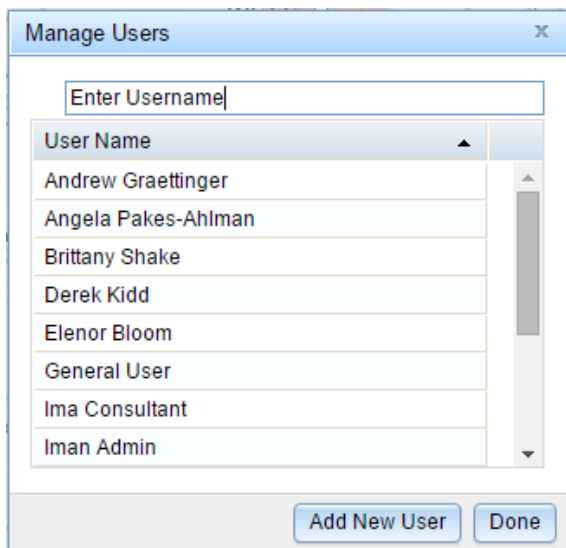 Manage Users x
Enter Username
User Name
Andrew Graettinger
Angela Pakes-Ahlman
Brittany Shake
Derek Kidd
Elenor Bloom
General User
Ima Consultant
Iman Admin
Add New User Done